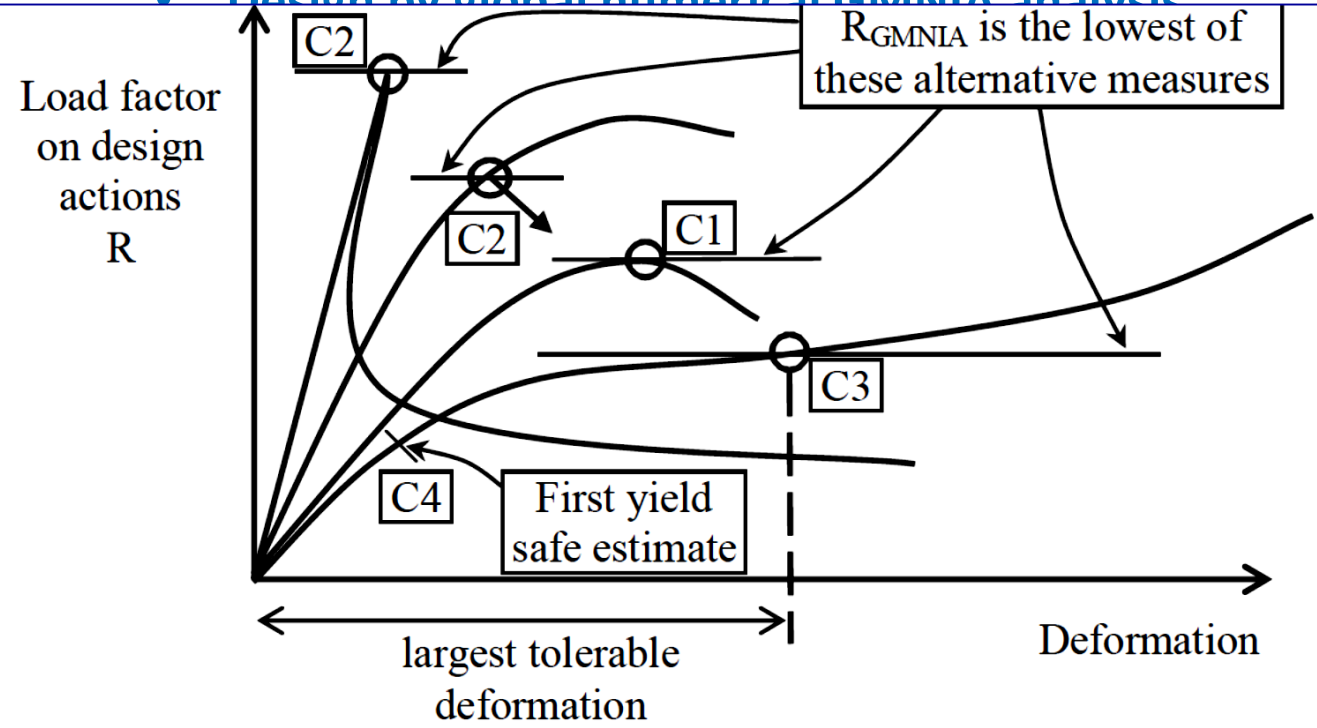 C2
R_GMNIA is the lowest of
these alternative measures
Load factor
on design
actions
R
C2
C1
C3
C4
First yield
safe estimate
largest tolerable
deformation
Deformation